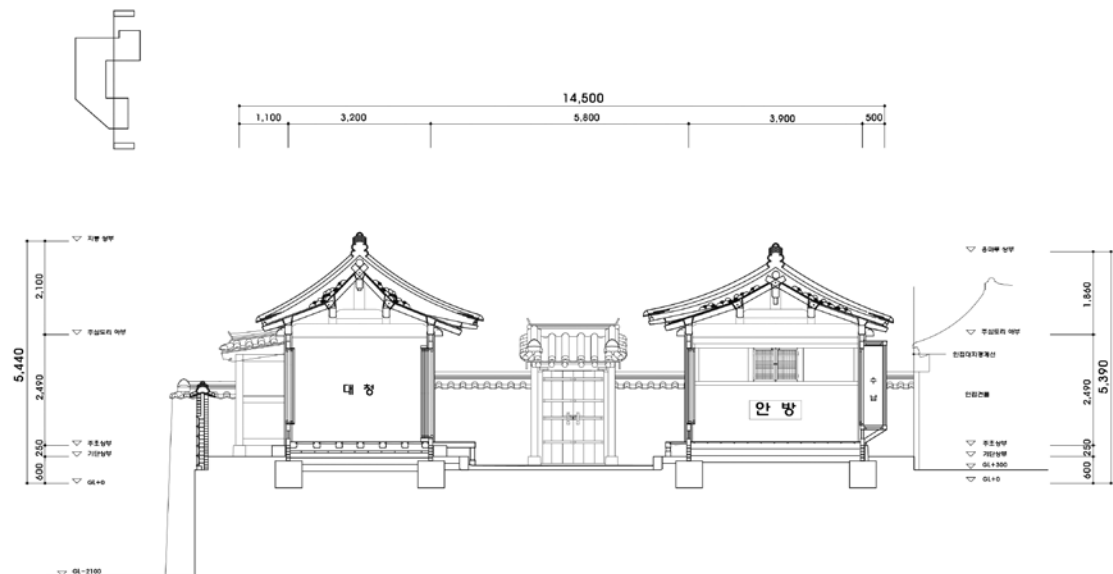 14,500
1,100
3,200
5,800
3,900
500
지붕 상부
용마루 상부
2,100
1,860
주심도리 하부
주심도리 하부
인접대지경계선
5,440
5,390
대 청
수 납
2,490
2,490
인접건물
안 방
주초상부
주초상부
250
250
기단상부
기단상부
GL+300
600
600
GL+0
GL+0
GL-2100